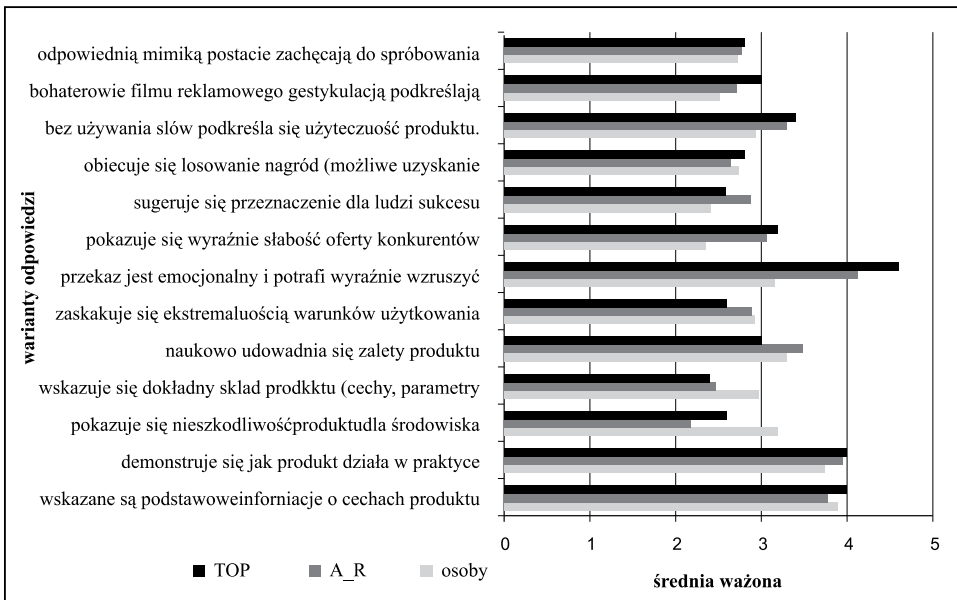 odpowiednią mimiką postacie zachęcają do spróbowania
bohaterowie filmu reklamowego gestykulacją podkreślają
bez używania slów podkreśla się użyteczuość produktu.
obiecuje się losowanie nagród (możliwe uzyskanie
sugeruje się przeznaczenie dla ludzi sukcesu
pokazuje się wyraźnie słabość oferty konkurentów
przekaz jest emocjonalny i potrafi wyraźnie wzruszyć
zaskakuje się ekstremaluością warunków użytkowania
naukowo udowadnia się zalety produktu
wskazuje się dokładny sklad prodkktu (cechy, parametry
pokazuje się nieszkodliwośćproduktudla środowiska
demonstruje się jak produkt działa w praktyce
wskazane są podstawoweinforniacje o cechach produktu
warianty odpowiedzi
0 1 2 3 4 5
TOP A_R osoby
średnia ważona